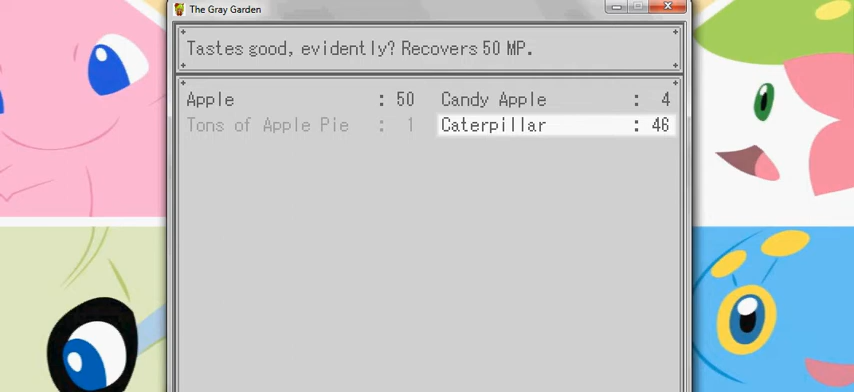 The Gray Garden
Tastes good, evidently? Recovers 50 MP.
Apple : 50 Candy Apple : 4
Tons of Apple Pie : 1 Caterpillar : 46